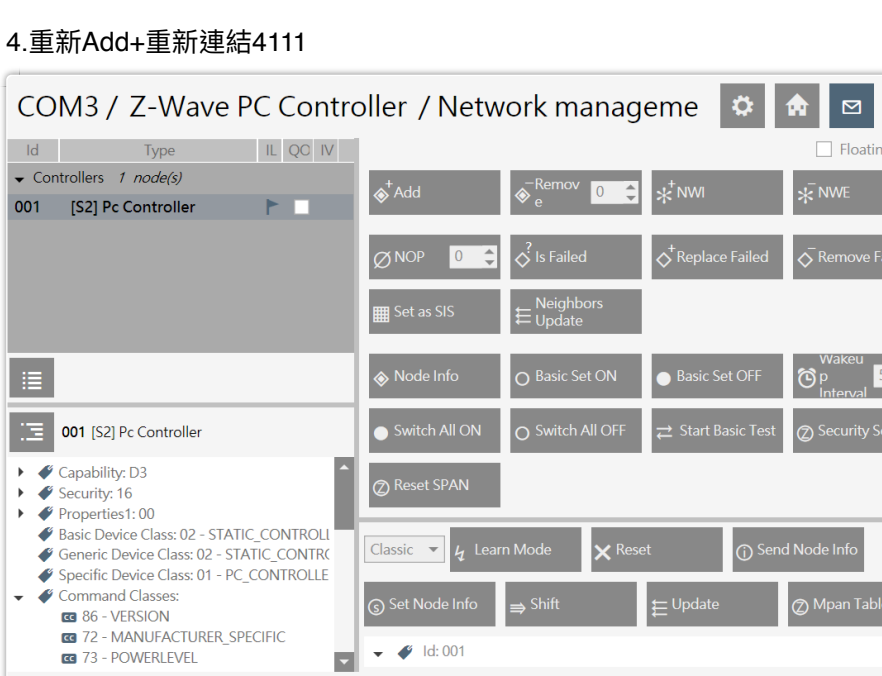 4.重新Add+重新連結4111
COM3 / Z-Wave PC Controller / Network manageme
Id Type IL QC IV
Floatin
Controllers 1 node(s)
001 [S2] Pc Controller
Add
Remov
e
0
NWI
NWE
NOP 0
Is Failed
Replace Failed
Remove Fa
Set as SIS
Neighbors
Update
Node Info
Basic Set ON
Basic Set OFF
Wakeu
p
Interval
Switch All ON
Switch All OFF
Start Basic Test
Security Se
Reset SPAN
001 [S2] Pc Controller
Capability: D3
Security: 16
Properties1: 00
Basic Device Class: 02 - STATIC_CONTROLL
Generic Device Class: 02 - STATIC_CONTRO
Specific Device Class: 01 - PC_CONTROLLE
Command Classes:
cc 86 - VERSION
cc 72 - MANUFACTURER_SPECIFIC
cc 73 - POWERLEVEL
Classic
Learn Mode
Reset
Send Node Info
Set Node Info
Shift
Update
Mpan Tabl
Id: 001